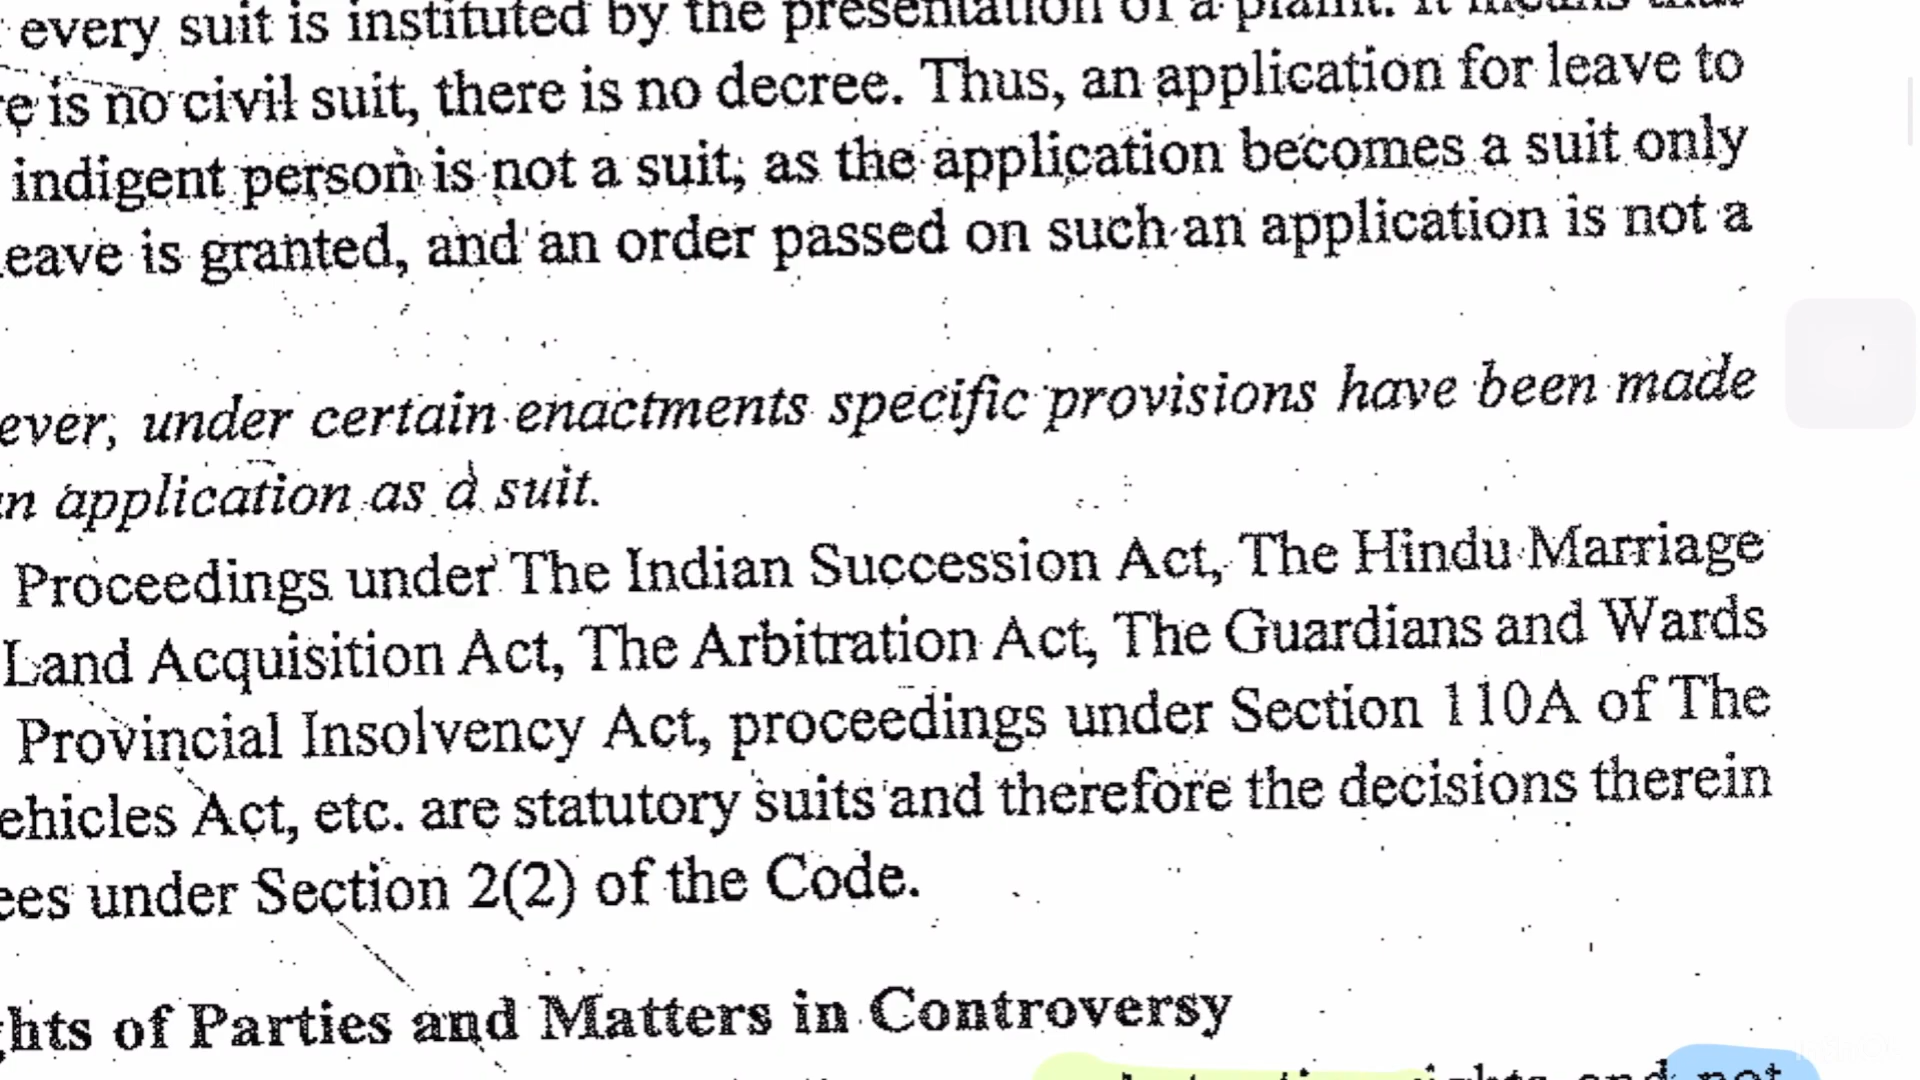 every suit is instituted by the presentation of a plaint. It means that
e is no civil suit, there is no decree. Thus, an application for leave to
indigent person is not a suit, as the application becomes a suit only
eave is granted, and an order passed on such an application is not a
ever, under certain enactments specific provisions have been made
n application as a suit.
Proceedings under The Indian Succession Act, The Hindu Marriage
Land Acquisition Act, The Arbitration Act, The Guardians and Wards
Provincial Insolvency Act, proceedings under Section 110A of The
ehicles Act, etc. are statutory suits and therefore the decisions therein
ees under Section 2(2) of the Code.
hts of Parties and Matters in Controversy
rights and not